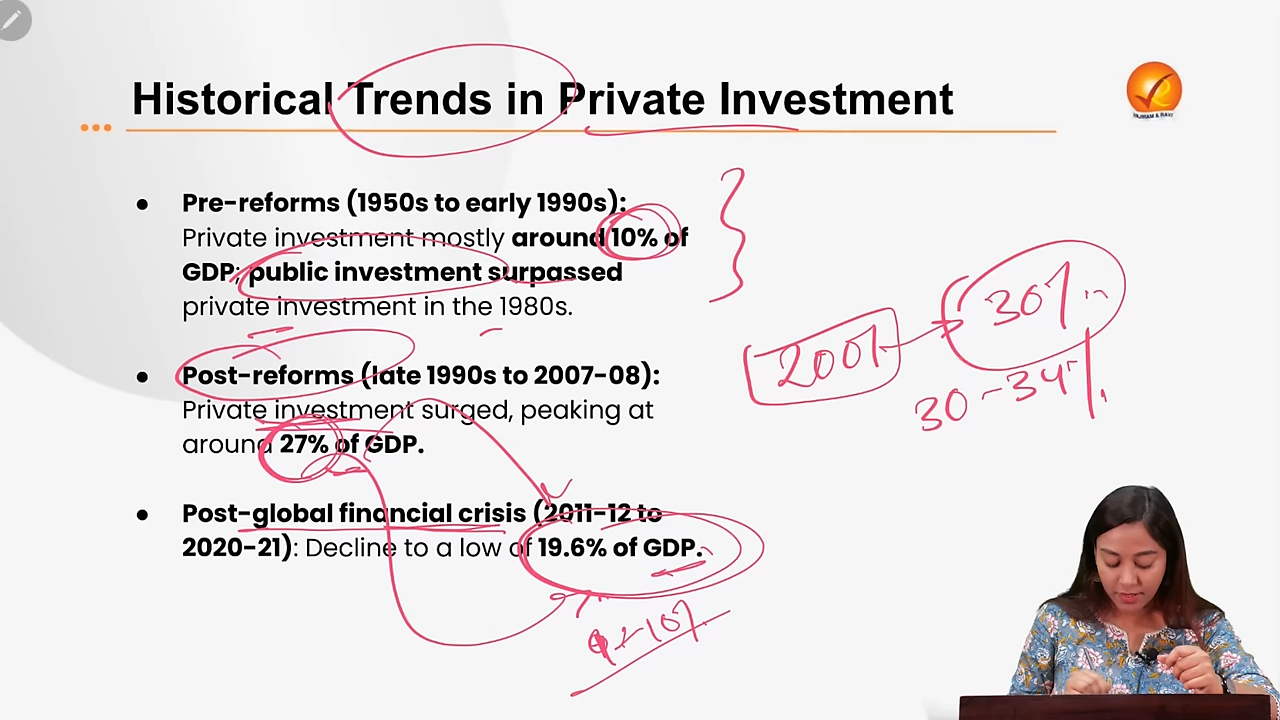 Historical Trends in Private Investment
VAJIRAM & RAVI
● Pre-reforms (1950s to early 1990s):
Private investment mostly around 10% of
GDP; public investment surpassed
private investment in the 1980s.
● Post-reforms (late 1990s to 2007-08):
Private investment surged, peaking at
around 27% of GDP.
● Post-global financial crisis (2011-12 to
2020-21): Decline to a low of 19.6% of GDP.
30%
30-34%